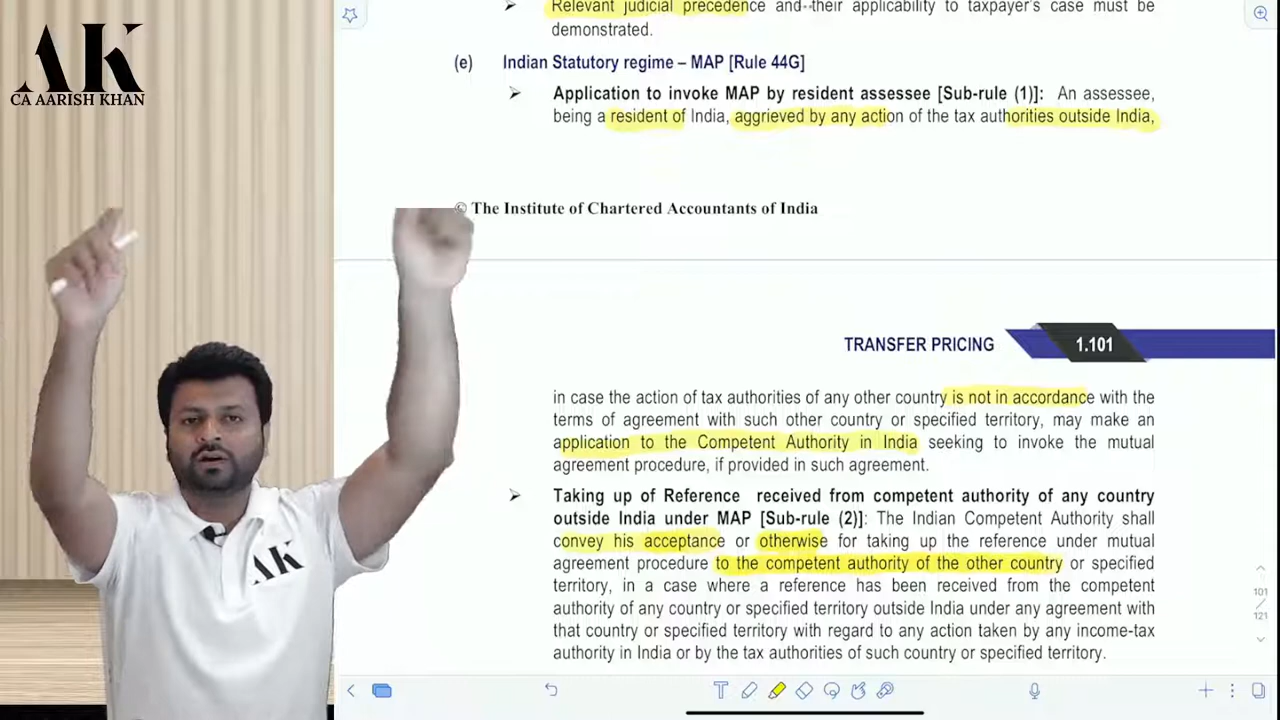 AK
CA AARISH KHAN
➢ Relevant judicial precedence and their applicability to taxpayer's case must be
demonstrated.
(e) Indian Statutory regime – MAP [Rule 44G]
➢ Application to invoke MAP by resident assessee [Sub-rule (1)]: An assessee,
being a resident of India, aggrieved by any action of the tax authorities outside India,
© The Institute of Chartered Accountants of India
TRANSFER PRICING 1.101
in case the action of tax authorities of any other country is not in accordance with the
terms of agreement with such other country or specified territory, may make an
application to the Competent Authority in India seeking to invoke the mutual
agreement procedure, if provided in such agreement.
➢ Taking up of Reference received from competent authority of any country
outside India under MAP [Sub-rule (2)]: The Indian Competent Authority shall
convey his acceptance or otherwise for taking up the reference under mutual
agreement procedure to the competent authority of the other country or specified
territory, in a case where a reference has been received from the competent
authority of any country or specified territory outside India under any agreement with
that country or specified territory with regard to any action taken by any income-tax
authority in India or by the tax authorities of such country or specified territory.
AK
101
/
121
T